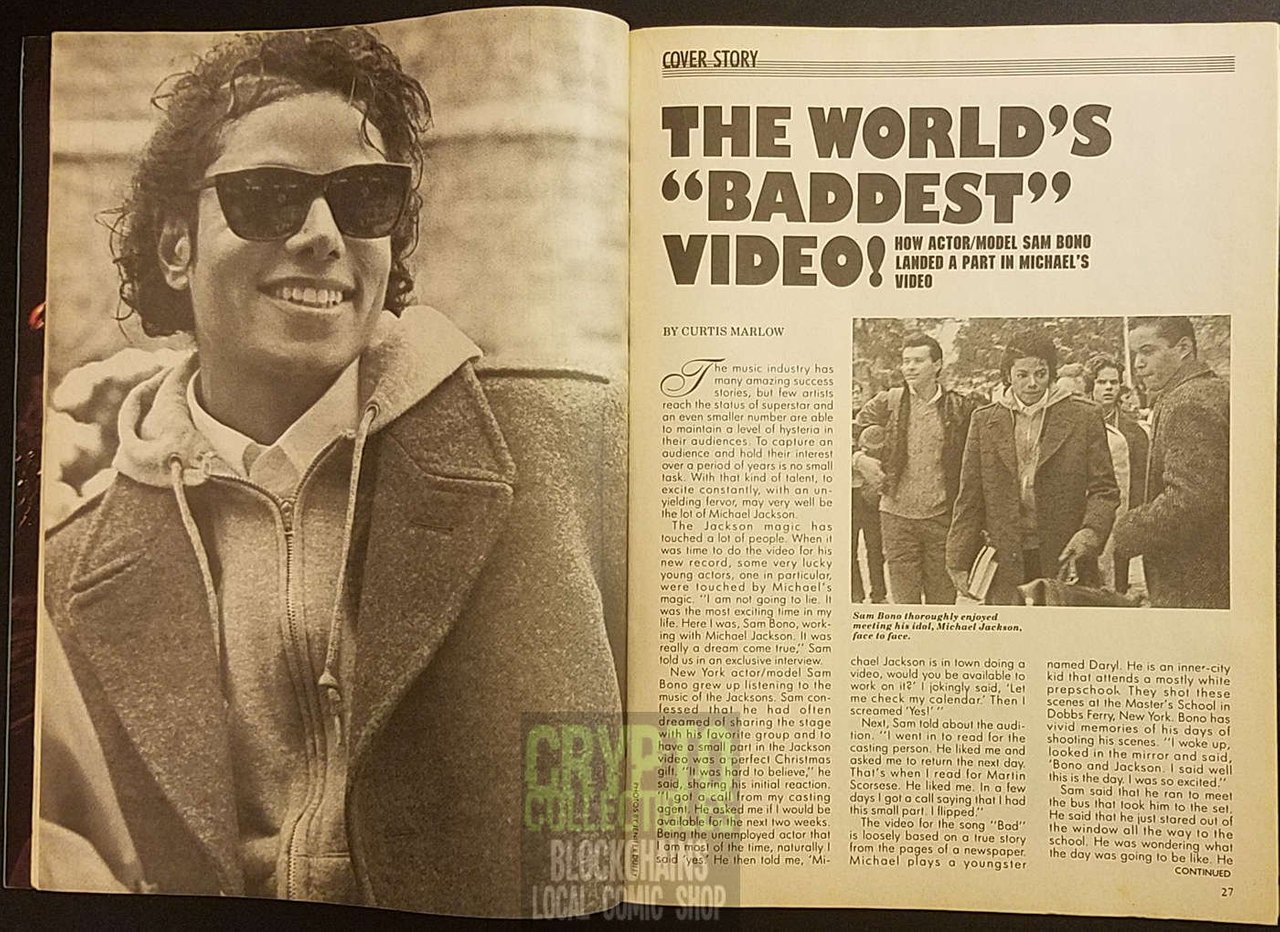 COVER STORY
THE WORLD'S
“BADDEST”
VIDEO!
HOW ACTOR/MODEL SAM BONO
LANDED A PART IN MICHAEL'S
VIDEO
BY CURTIS MARLOW
The music industry has
many amazing success
stories, but few artists
reach the status of superstar and
an even smaller number are able
to maintain a level of hysteria in
their audiences. To capture an
audience and hold their interest
over a period of years is no small
task. With that kind of talent, to
excite constantly, with an un-
yielding fervor, may very well be
the lot of Michael Jackson.
The Jackson magic has
touched a lot of people. When it
was time to do the video for his
new record, some very lucky
young actors, one in particular,
were touched by Michael's
magic. “I am not going to lie. It
was the most exciting time in my
life. Here I was, Sam Bono, work-
ing with Michael Jackson. It was
really a dream come true,” Sam
told us in an exclusive interview.
New York actor/model Sam
Bono grew up listening to the
music of the Jacksons. Sam con-
fessed that he had often
dreamed of sharing the stage
with his favorite group and to
have a small part in the Jackson
video was a perfect Christmas
gift. “It was hard to believe,” he
said, sharing his initial reaction.
“I got a call from my casting
agent. He asked me if I would be
available for the next two weeks.
Being the unemployed actor that
I am most of the time, naturally I
said ‘yes.’ He then told me, ‘Mi-
Sam Bono thoroughly enjoyed
meeting his idol, Michael Jackson,
face to face.
chael Jackson is in town doing a
video, would you be available to
work on it?’ I jokingly said, ‘Let
me check my calendar.’ Then I
screamed ‘Yes!’ ”
Next, Sam told about the audi-
tion. “I went in to read for the
casting person. He liked me and
asked me to return the next day.
That's when I read for Martin
Scorsese. He liked me. In a few
days I got a call saying that I had
this small part. I flipped.”
The video for the song “Bad”
is loosely based on a true story
from the pages of a newspaper.
Michael plays a youngster
named Daryl. He is an inner-city
kid that attends a mostly white
prepschool. They shot these
scenes at the Master's School in
Dobbs Ferry, New York. Bono has
vivid memories of his days of
shooting his scenes. “I woke up,
looked in the mirror and said,
‘Bono and Jackson. I said well
this is the day. I was so excited.”
Sam said that he ran to meet
the bus that took him to the set.
He said that he just stared out of
the window all the way to the
school. He was wondering what
the day was going to be like. He
CONTINUED
27
CRYPTO
COLLECTIBLES
BLOCKCHAINS
LOCAL COMIC SHOP